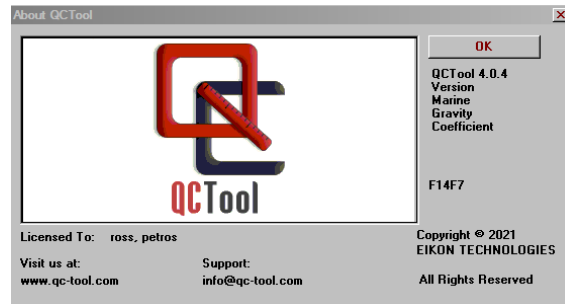 About QCTool
OK
QCTool 4.0.4
Version
Marine
Gravity
Coefficient
F14F7
QCTool
Licensed To: ross, petros
Copyright © 2021
EIKON TECHNOLOGIES
Visit us at:
Support:
www.qc-tool.com
info@qc-tool.com
All Rights Reserved